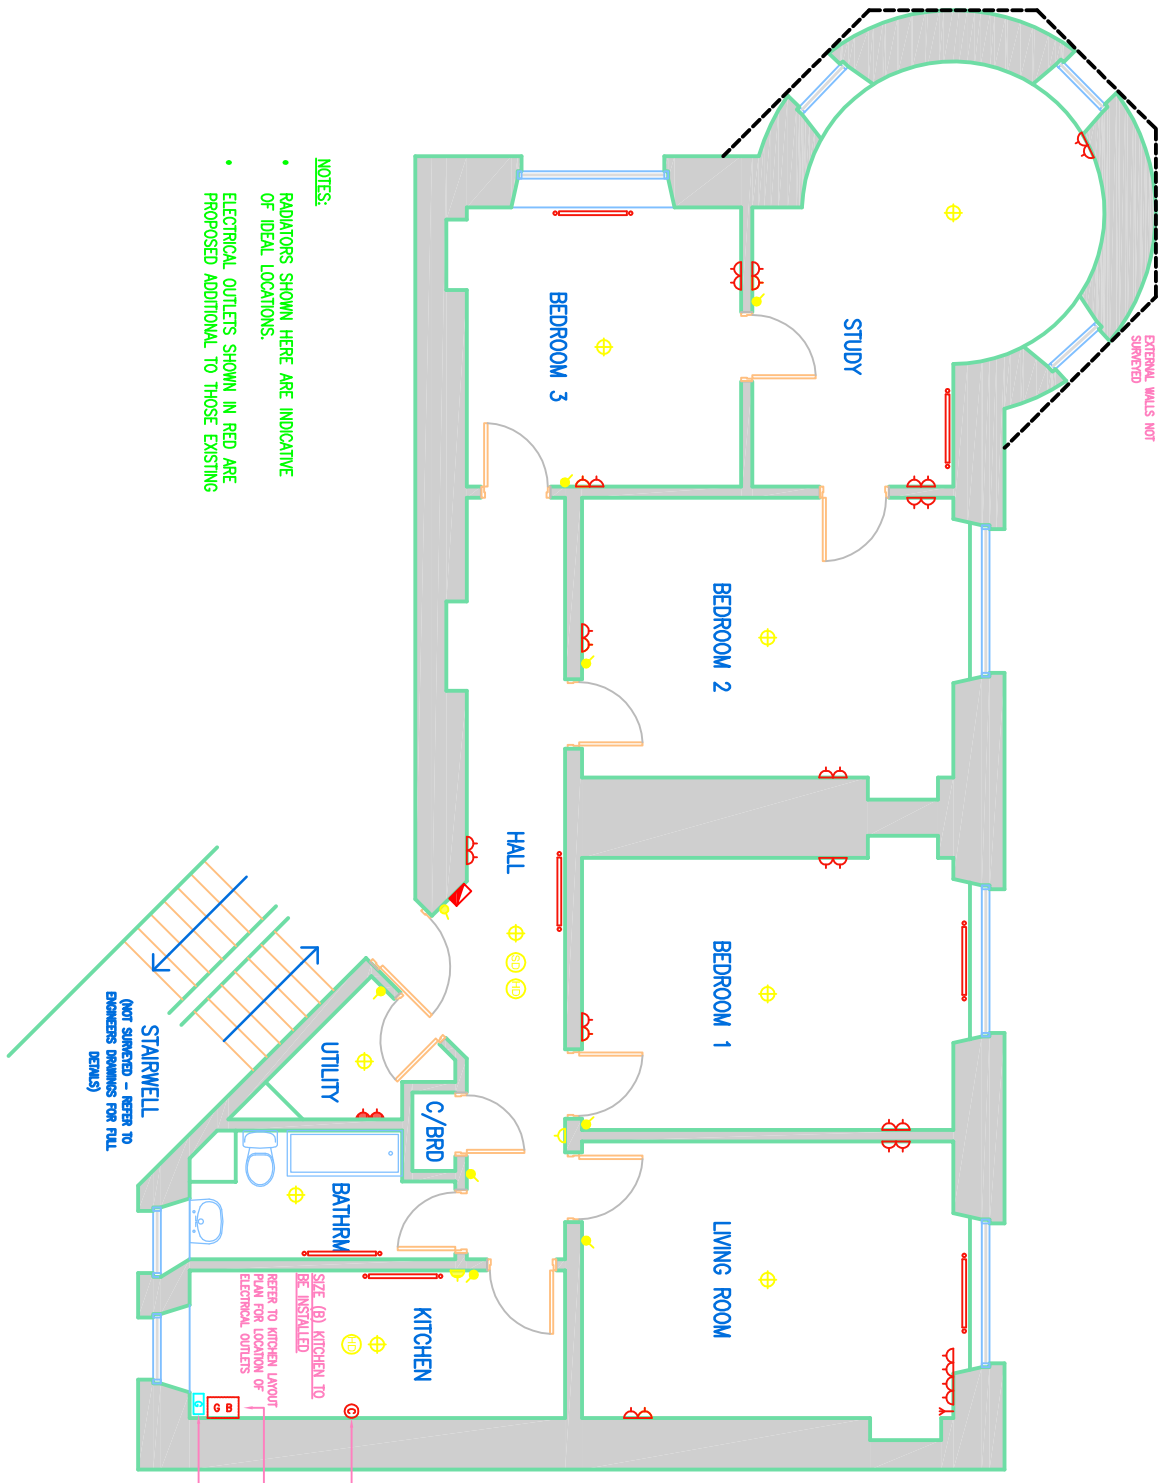 EXTERNAL WALLS NOT
SURVEYED
STUDY
BEDROOM 3
BEDROOM 2
BEDROOM 1
LIVING ROOM
HALL
SD
HD
C/BRD
UTILITY
BATHRM
KITCHEN
HD
C
SIZE (B) KITCHEN TO
BE INSTALLED
REFER TO KITCHEN LAYOUT
PLAN FOR LOCATION OF
ELECTRICAL OUTLETS
G B
G
STAIRWELL
(NOT SURVEYED - REFER TO
ENGINEERS DRAWINGS FOR FULL
DETAILS)
NOTES:
• RADIATORS SHOWN HERE ARE INDICATIVE
OF IDEAL LOCATIONS.
• ELECTRICAL OUTLETS SHOWN IN RED ARE
PROPOSED ADDITIONAL TO THOSE EXISTING